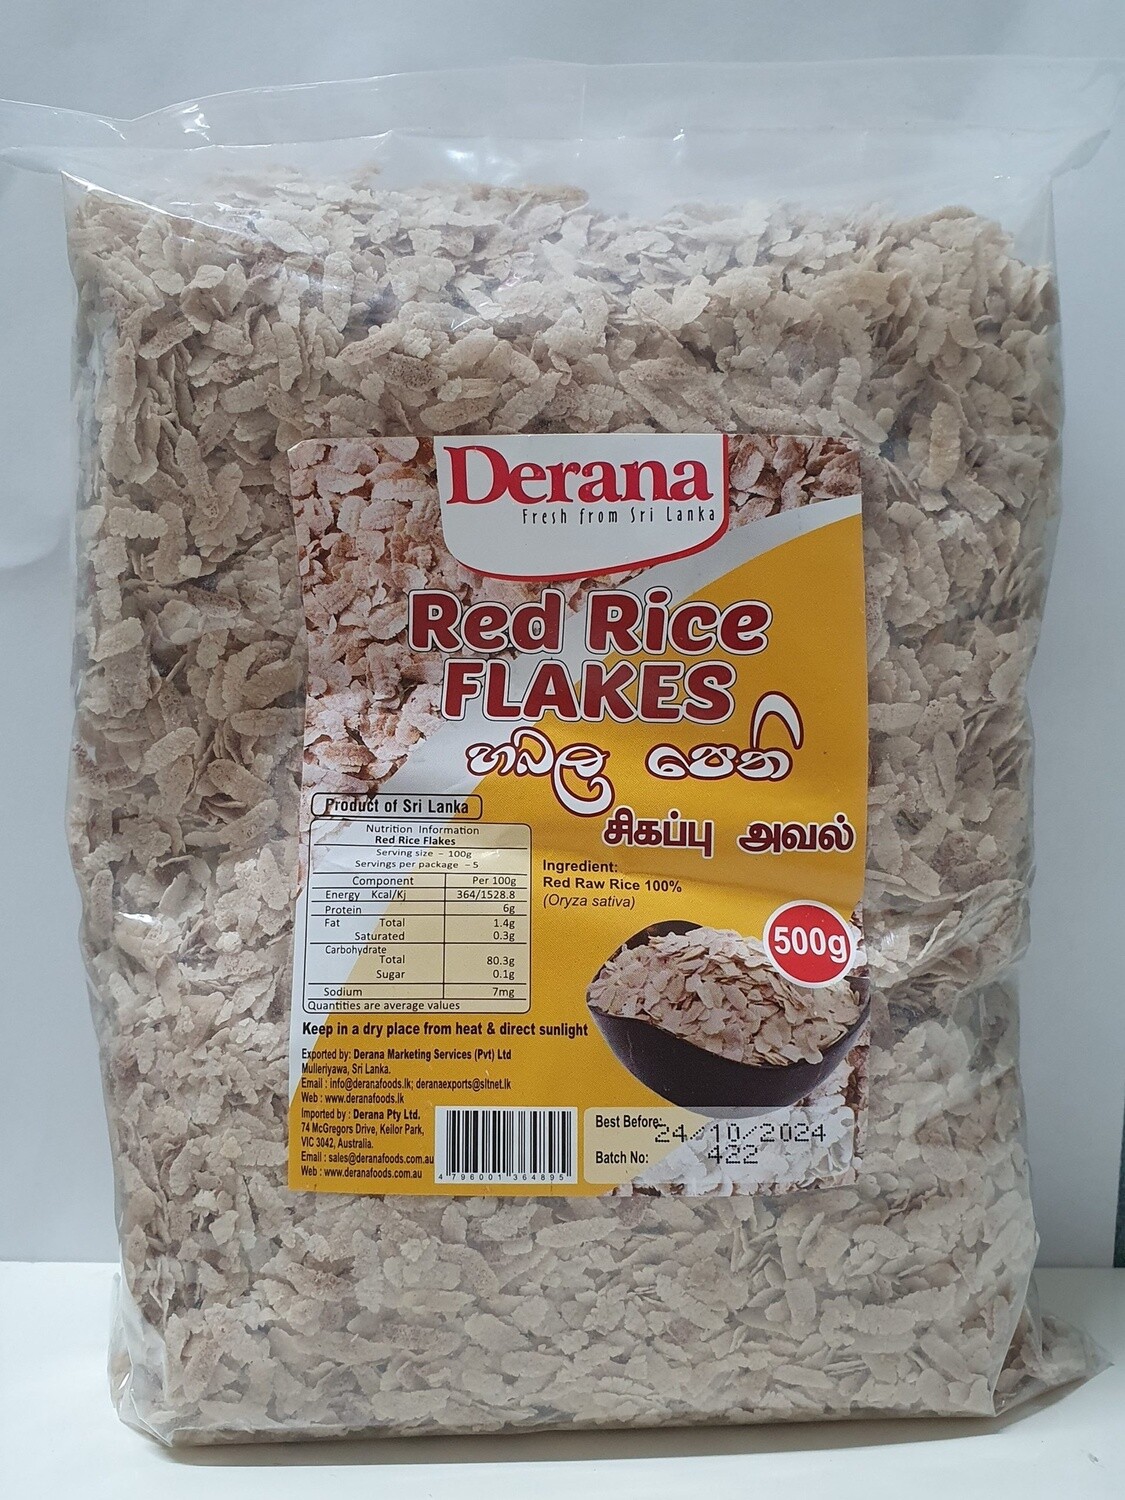 Derana
Fresh from Sri Lanka
Red Rice
FLAKES
හබල පෙති
சிகப்பு அவல்
Product of Sri Lanka
Nutrition Information
Red Rice Flakes
Serving size - 100g
Servings per package - 5
Component Per 100g
Energy Kcal/Kj 364/1528.8
Protein 6g
Fat Total 1.4g
Saturated 0.3g
Carbohydrate
Total 80.3g
Sugar 0.1g
Sodium 7mg
Quantities are average values
Ingredient:
Red Raw Rice 100%
(Oryza sativa)
500g
Keep in a dry place from heat & direct sunlight
Exported by: Derana Marketing Services (Pvt) Ltd
Mulleriyawa, Sri Lanka.
Email : info@deranafoods.lk; deranaexports@sltnet.lk
Web : www.deranafoods.lk
Imported by : Derana Pty Ltd.
74 McGregors Drive, Keilor Park,
VIC 3042, Australia.
Email : sales@deranafoods.com.au
Web : www.deranafoods.com.au
4 796001 364895
Best Before: 24/10/2024
Batch No: 422